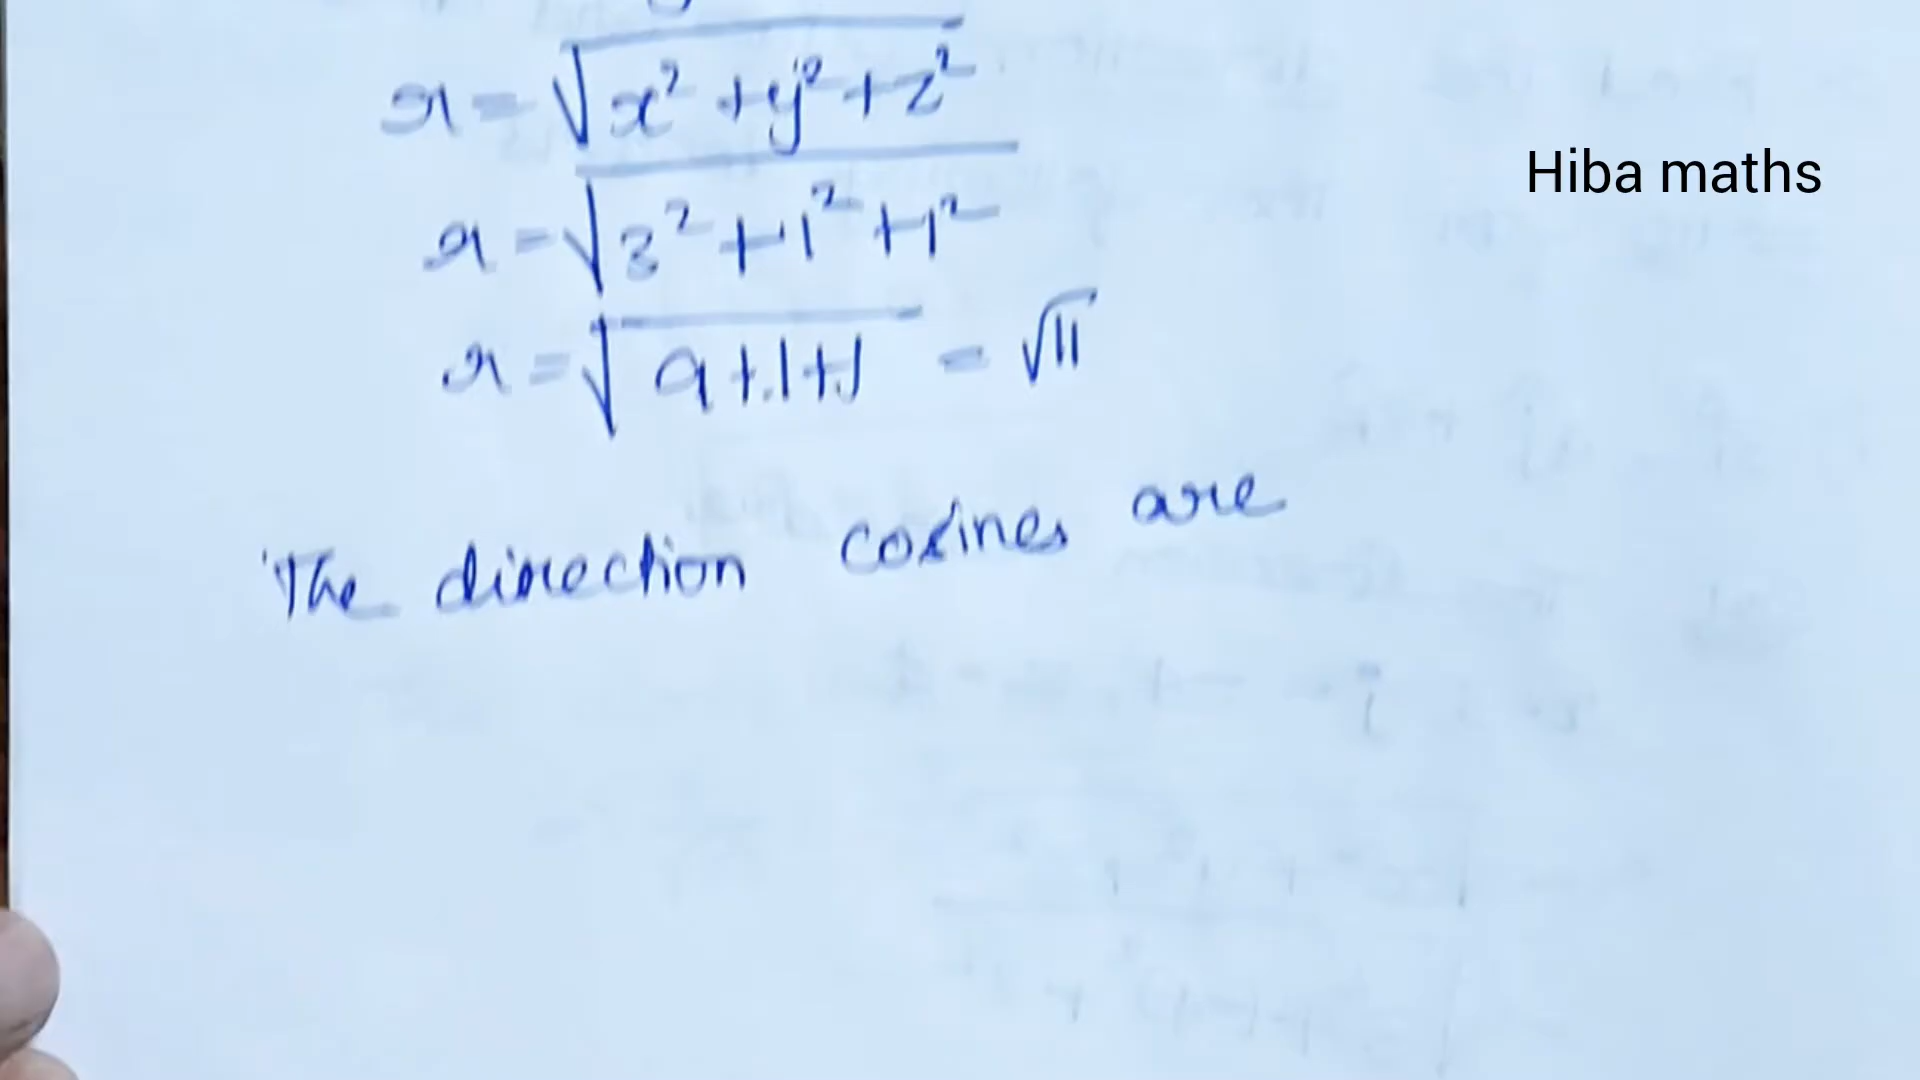 r = √x² + y² + z²
Hiba maths
r = √3² + 1² + 1²
r = √9+1+1 = √11
The direction cosines are